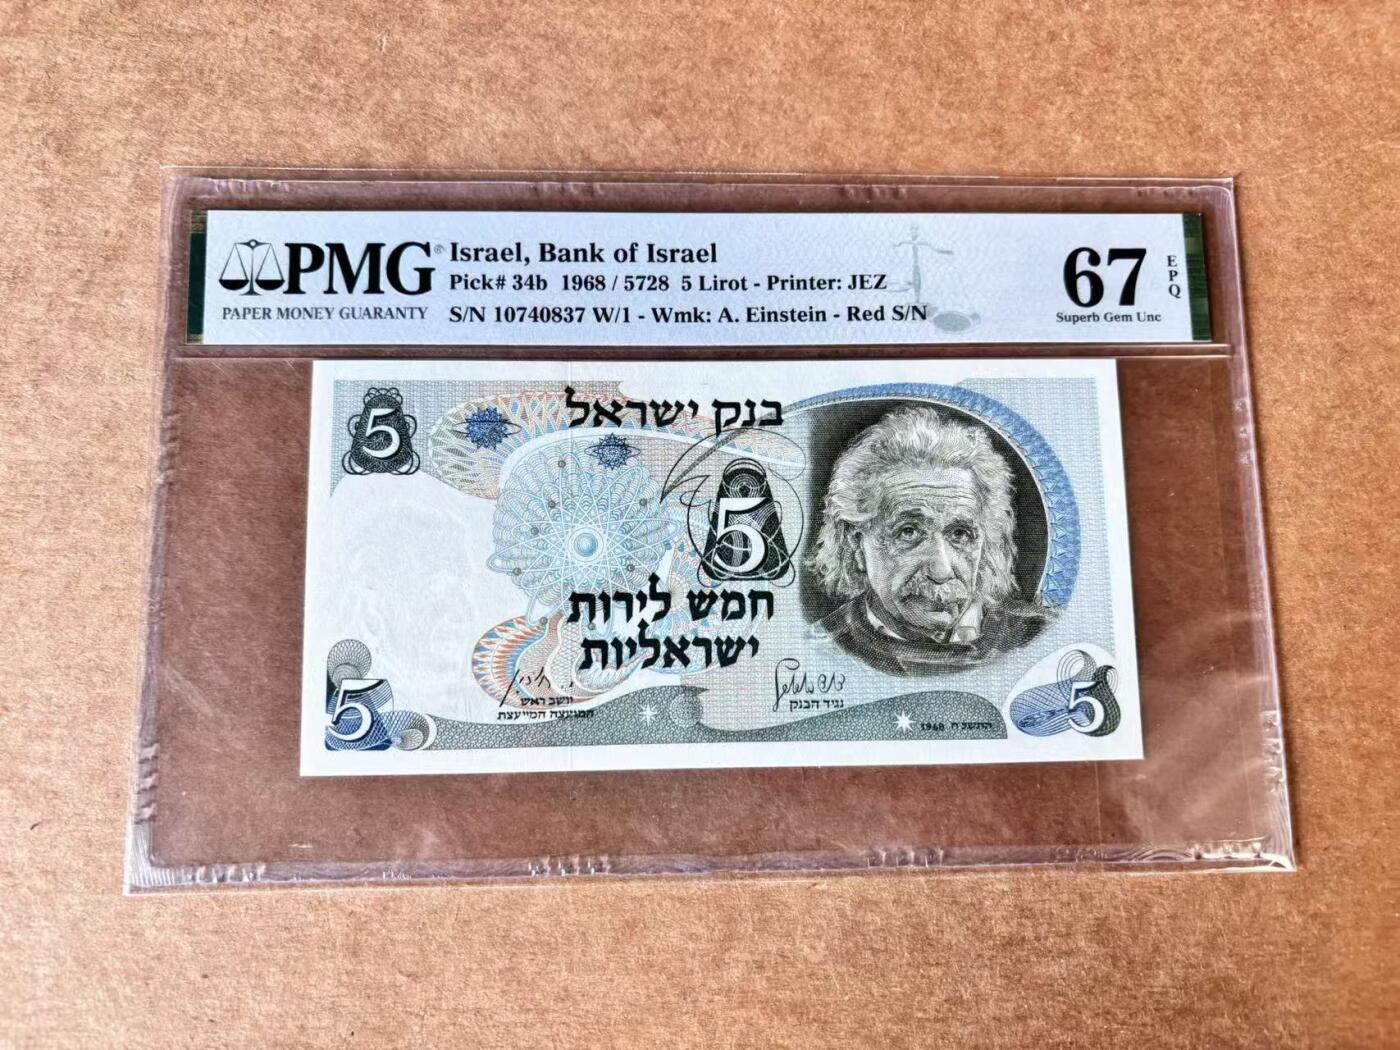 PMG®
PAPER MONEY GUARANTY
Israel, Bank of Israel
Pick# 34b 1968 / 5728 5 Lirot - Printer: JEZ
S/N 10740837 W/1 - Wmk: A. Einstein - Red S/N
67
EPQ
Superb Gem Unc
בנק ישראל
5
5
חמש לירות
ישראליות
יושב ראש
המועצה המייעצת
נגיד הבנק
התשכ״ח 1968
5
5